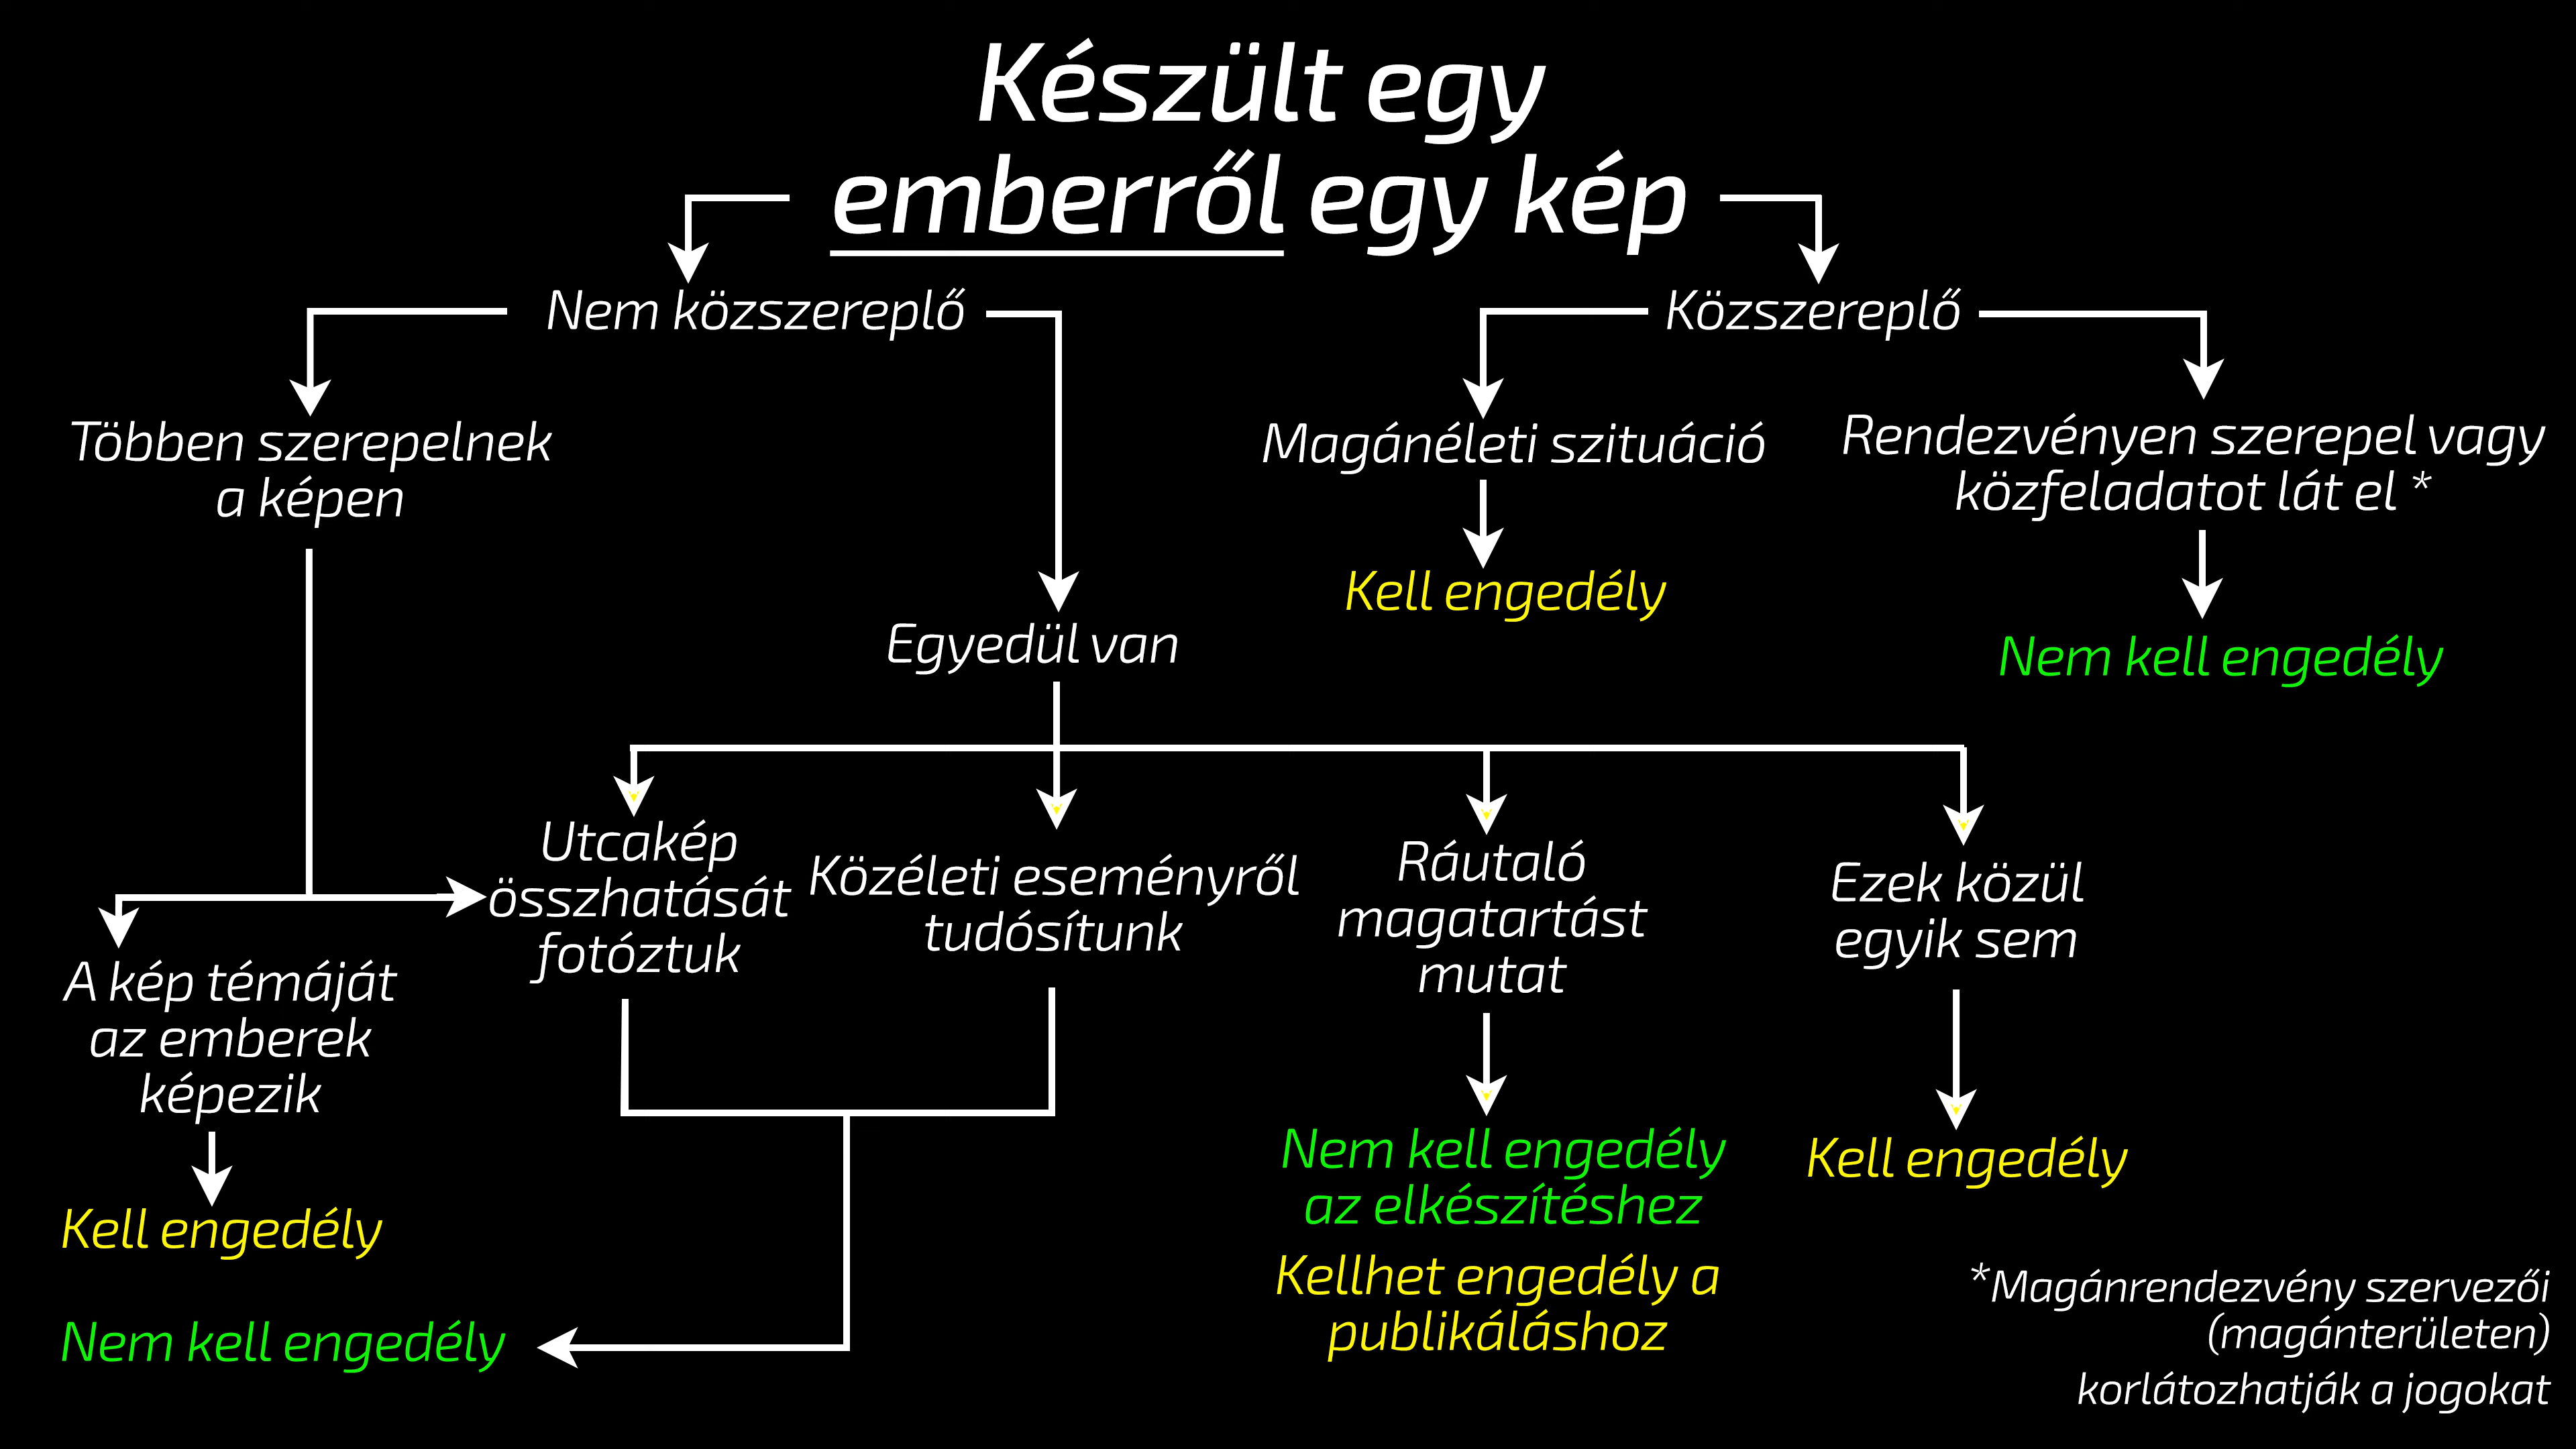 Készült egy
emberről egy kép
Nem közszereplő
Közszereplő
Többen szerepelnek
a képen
Magánéleti szituáció
Rendezvényen szerepel vagy
közfeladatot lát el *
Kell engedély
Nem kell engedély
Egyedül van
Utcakép
összhatását
fotóztuk
Közéleti eseményről
tudósítunk
Ráutaló
magatartást
mutat
Ezek közül
egyik sem
A kép témáját
az emberek
képezik
Kell engedély
Nem kell engedély
Nem kell engedély
az elkészítéshez
Kellhet engedély a
publikáláshoz
Kell engedély
*Magánrendezvény szervezői
(magánterületen)
korlátozhatják a jogokat